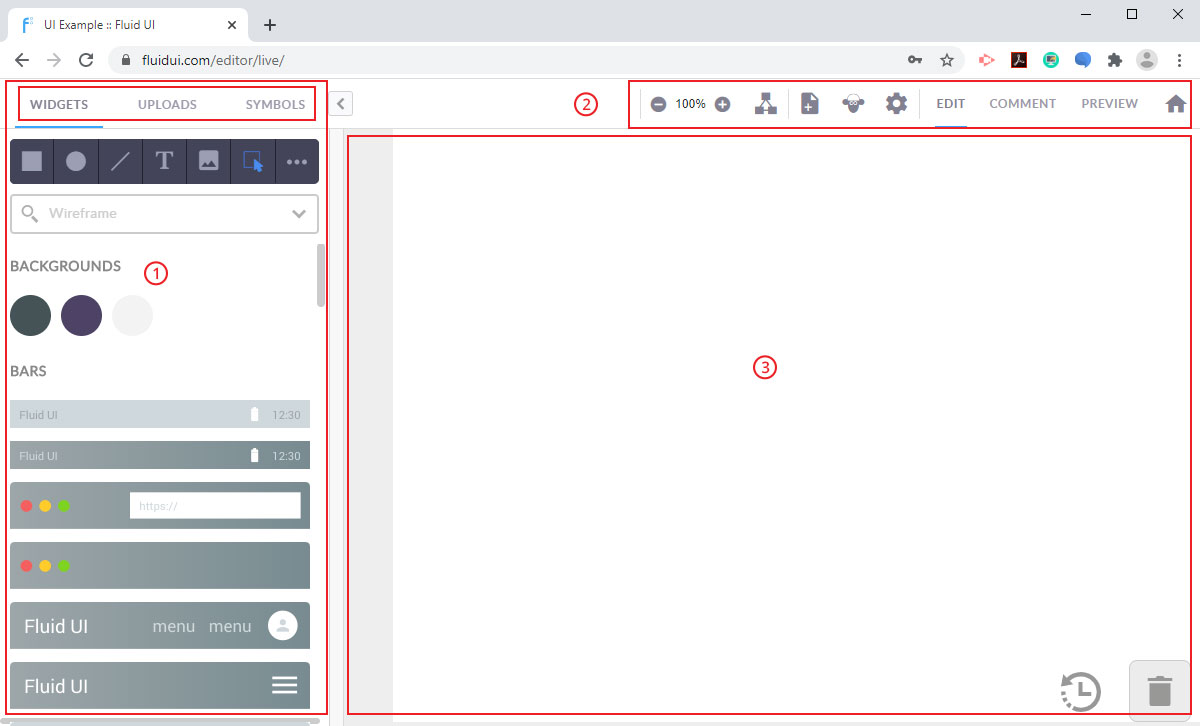 UI Example :: Fluid UI
fluidui.com/editor/live/
WIDGETS UPLOADS SYMBOLS
2
100%
EDIT COMMENT PREVIEW
T
Wireframe
BACKGROUNDS
1
BARS
Fluid UI 12:30
Fluid UI 12:30
https://
Fluid UI menu menu
Fluid UI
3